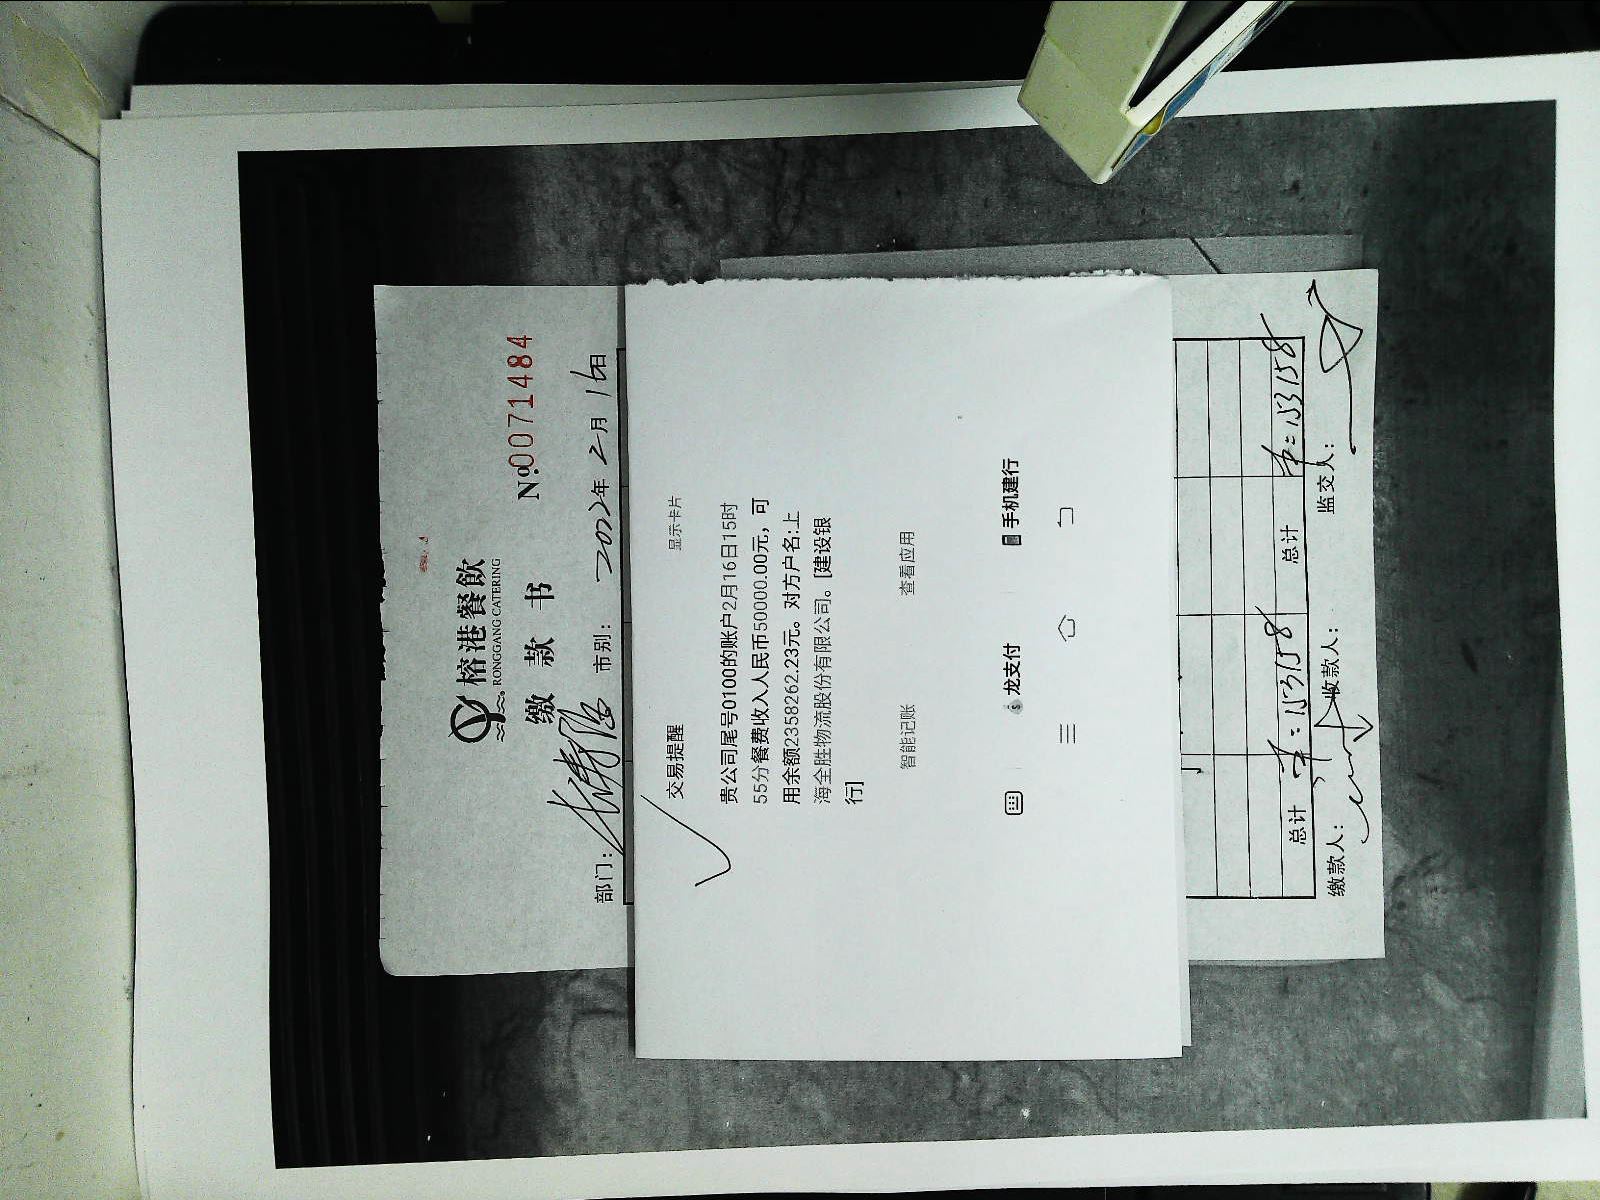 榕港餐飲
RONGGANG CATERING
缴款书
No.0071484
部门：
市别：
2022年2月16日
交易提醒
显示卡片
贵公司尾号0100的账户2月16日15时
55分餐费收入人民币50000.00元，可
用余额2358262.23元。对方户名:上
海全胜物流股份有限公司。[建设银
行]
智能记账
查看应用
龙支付
手机建行
总计
¥:153158
总计
¥=153158
缴款人：
收款人：
监交人：